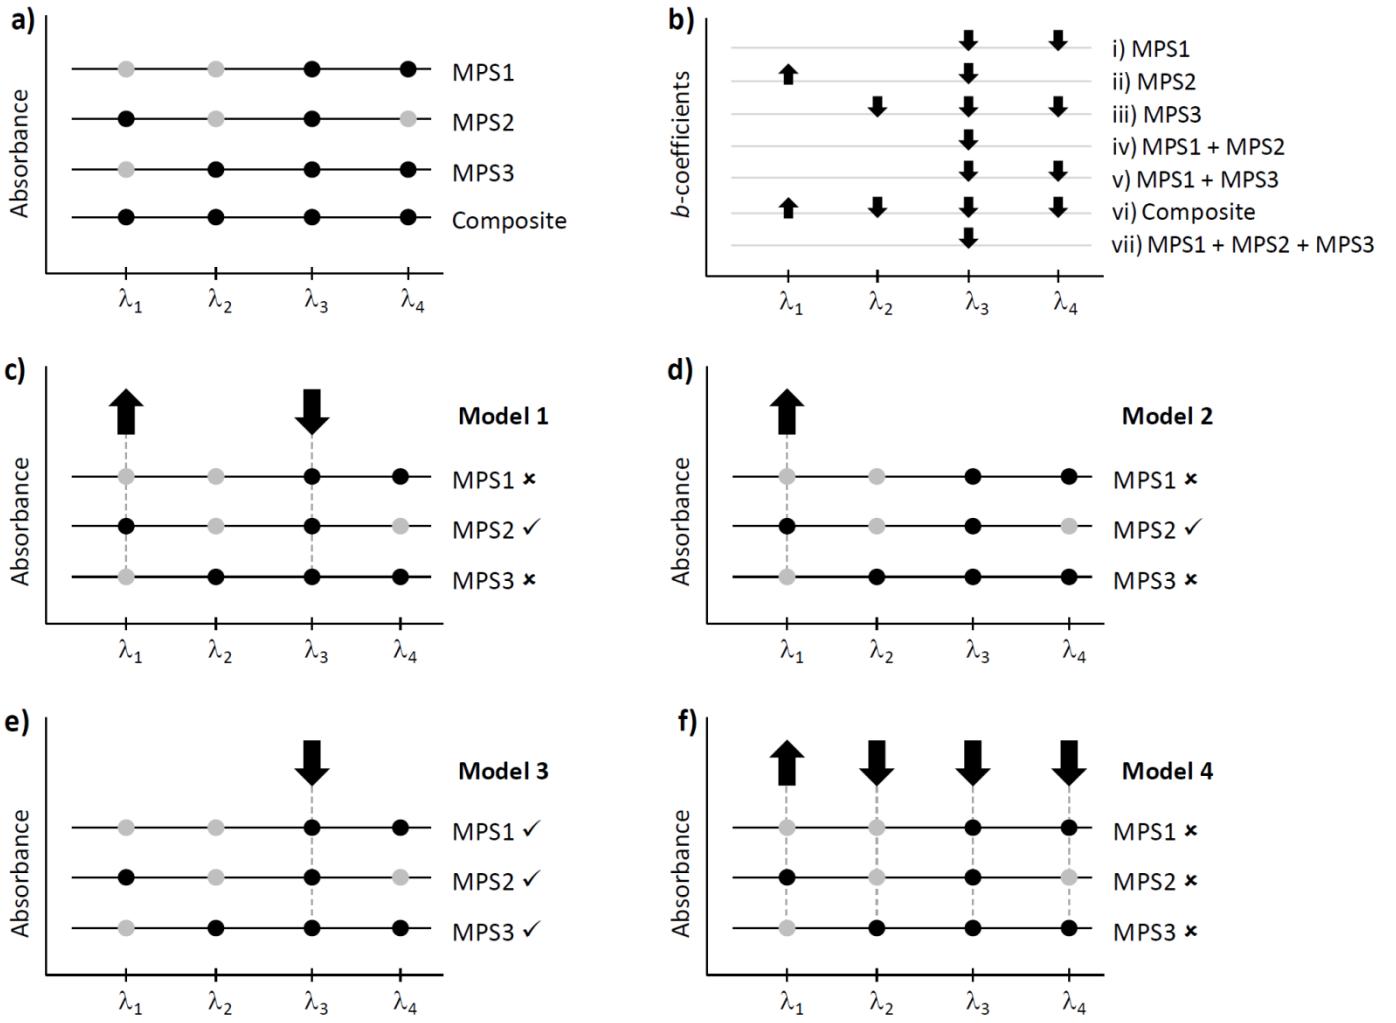 a)
Absorbance
MPS1
MPS2
MPS3
Composite
λ1 λ2 λ3 λ4
b)
b-coefficients
i) MPS1
ii) MPS2
iii) MPS3
iv) MPS1 + MPS2
v) MPS1 + MPS3
vi) Composite
vii) MPS1 + MPS2 + MPS3
λ1 λ2 λ3 λ4
c)
Absorbance
Model 1
MPS1 ×
MPS2 ✓
MPS3 ×
λ1 λ2 λ3 λ4
d)
Absorbance
Model 2
MPS1 ×
MPS2 ✓
MPS3 ×
λ1 λ2 λ3 λ4
e)
Absorbance
Model 3
MPS1 ✓
MPS2 ✓
MPS3 ✓
λ1 λ2 λ3 λ4
f)
Absorbance
Model 4
MPS1 ×
MPS2 ×
MPS3 ×
λ1 λ2 λ3 λ4